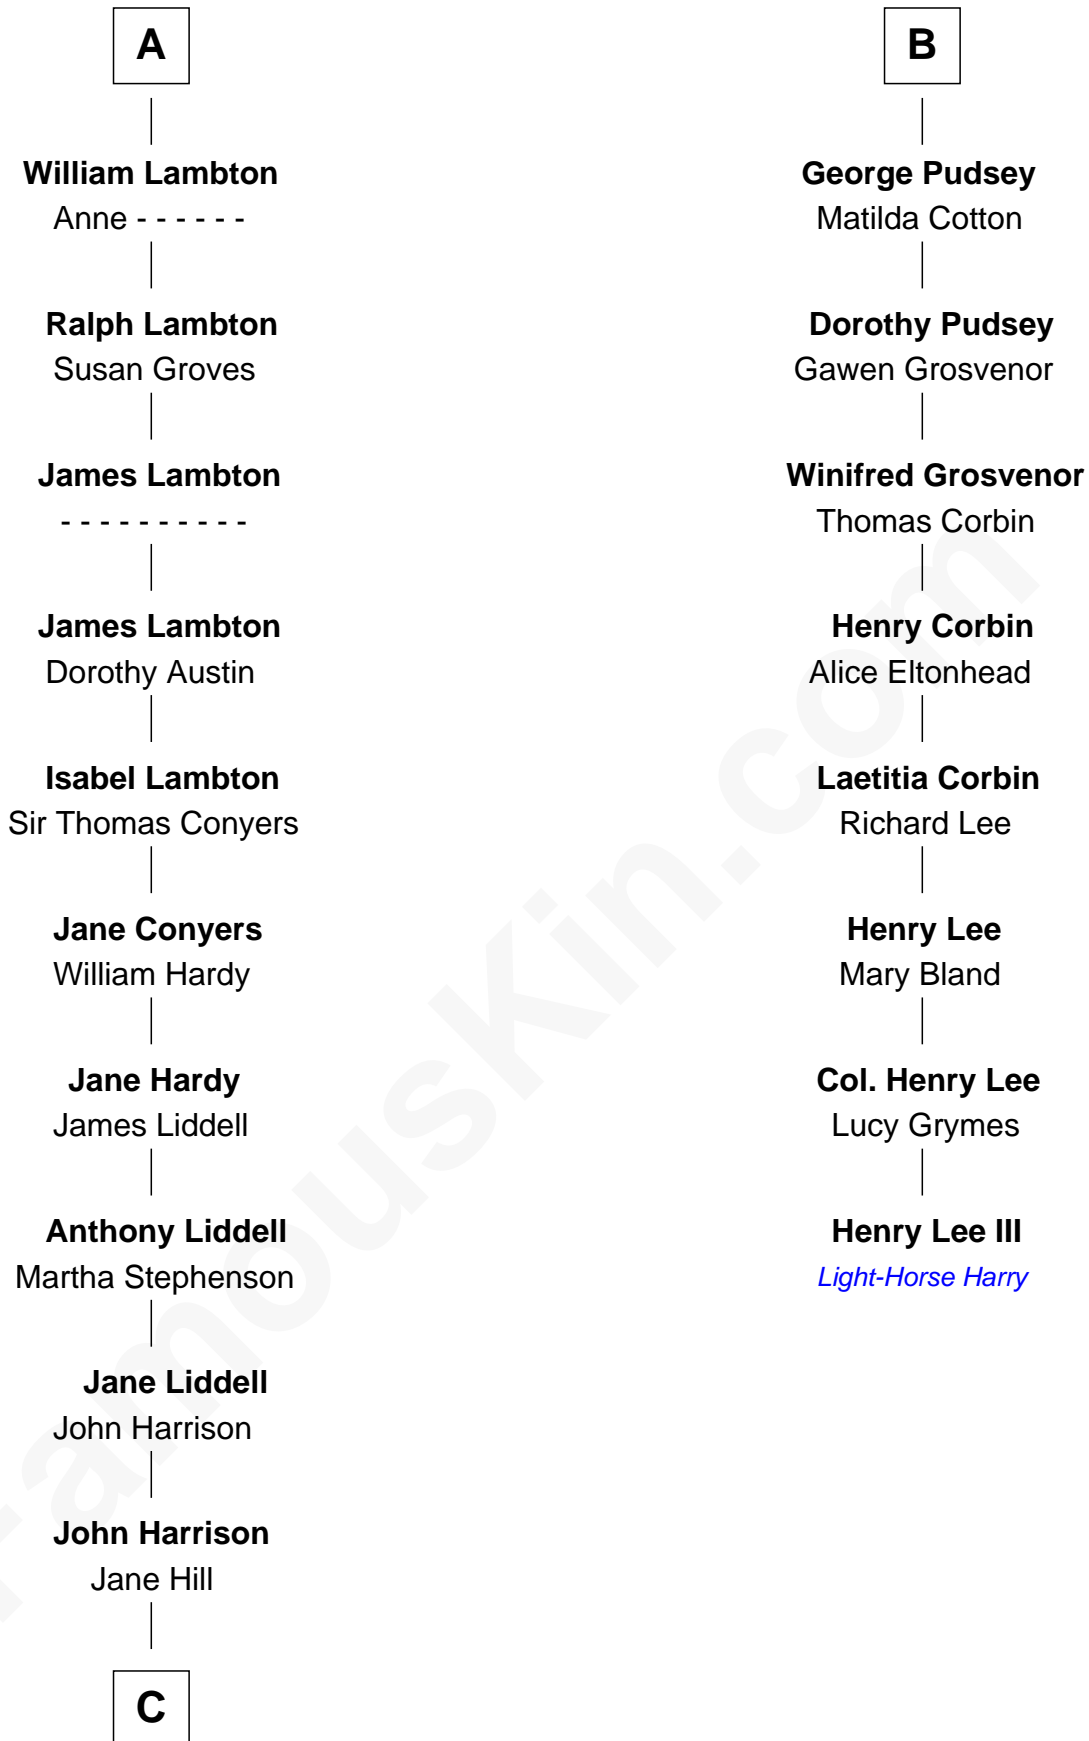 A
William Lambton
Anne - - - - - -
Ralph Lambton
Susan Groves
James Lambton
- - - - - - - - - -
James Lambton
Dorothy Austin
Isabel Lambton
Sir Thomas Conyers
Jane Conyers
William Hardy
Jane Hardy
James Liddell
Anthony Liddell
Martha Stephenson
Jane Liddell
John Harrison
John Harrison
Jane Hill
C
B
George Pudsey
Matilda Cotton
Dorothy Pudsey
Gawen Grosvenor
Winifred Grosvenor
Thomas Corbin
Henry Corbin
Alice Eltonhead
Laetitia Corbin
Richard Lee
Henry Lee
Mary Bland
Col. Henry Lee
Lucy Grymes
Henry Lee III
Light-Horse Harry
FamousKin.com